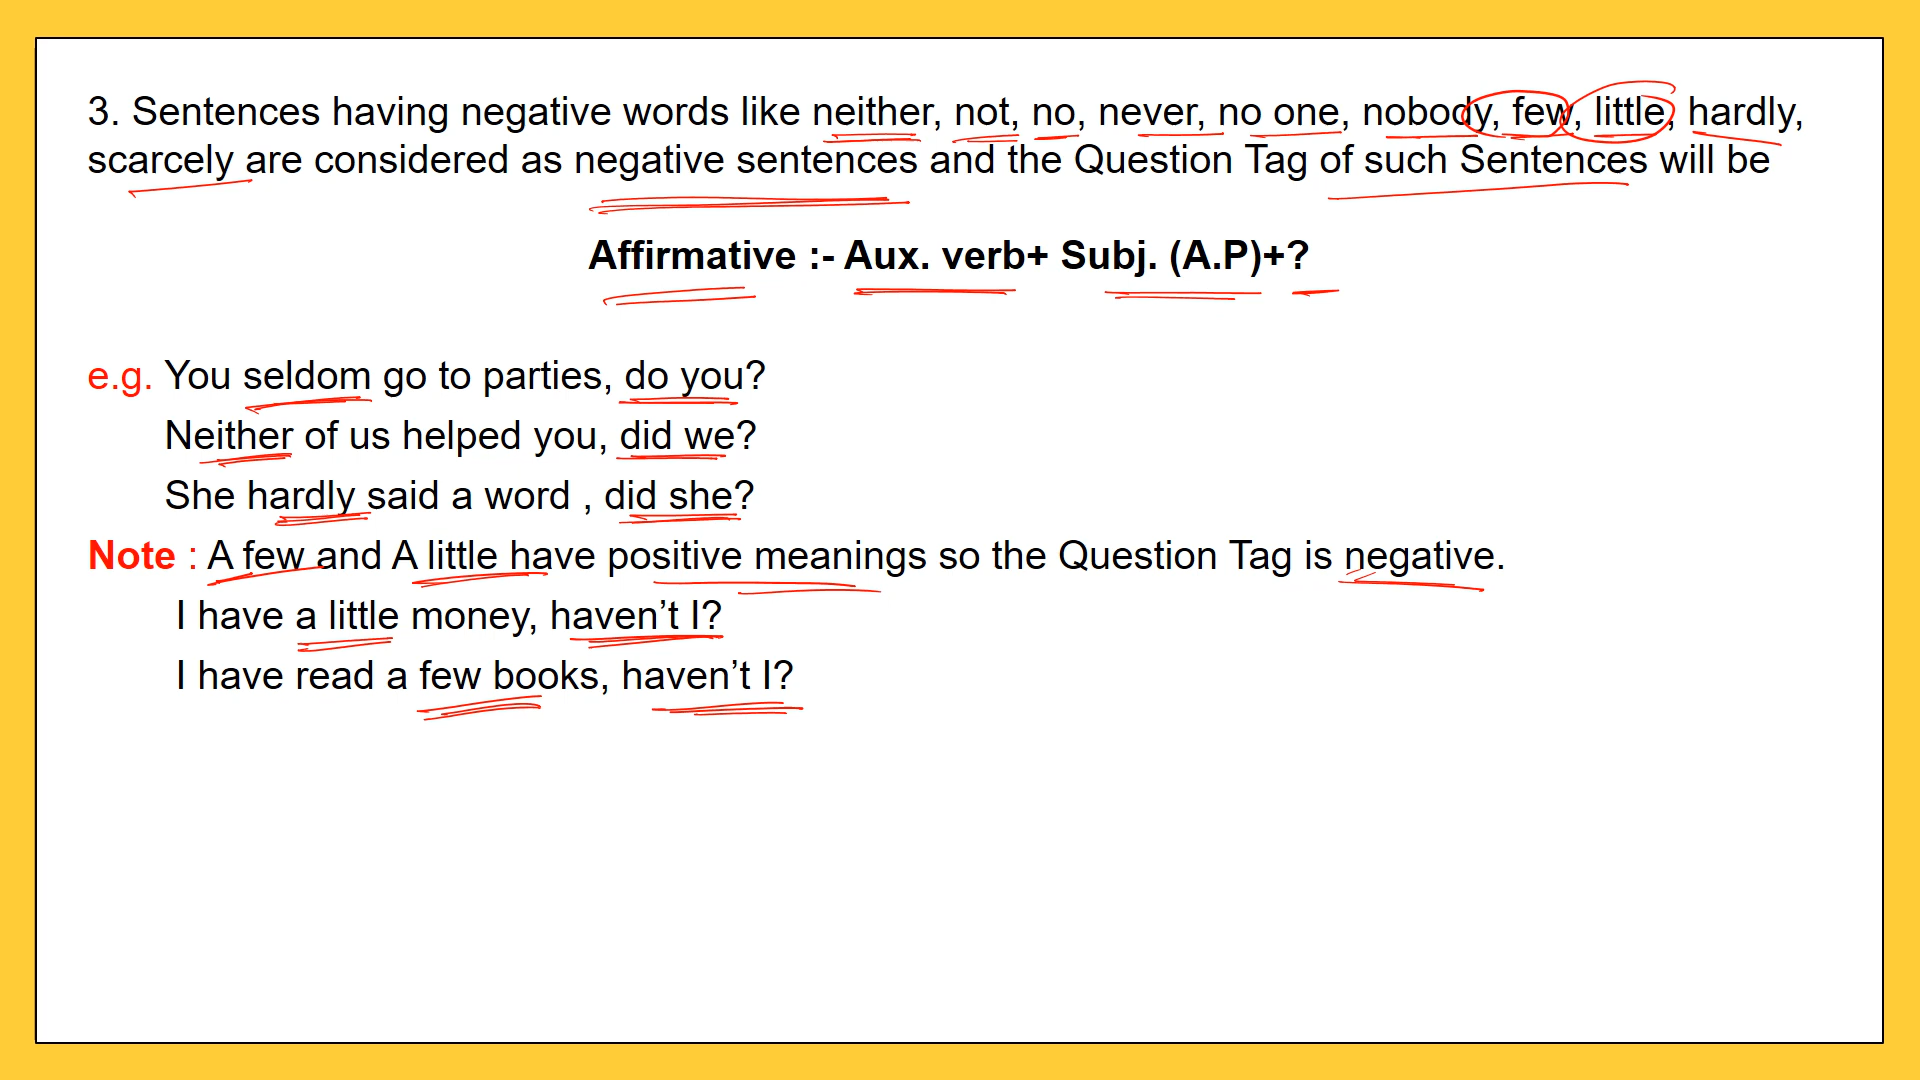 3. Sentences having negative words like neither, not, no, never, no one, nobody, few, little, hardly,
scarcely are considered as negative sentences and the Question Tag of such Sentences will be
Affirmative :- Aux. verb+ Subj. (A.P)+?
e.g. You seldom go to parties, do you?
Neither of us helped you, did we?
She hardly said a word , did she?
Note : A few and A little have positive meanings so the Question Tag is negative.
I have a little money, haven’t I?
I have read a few books, haven’t I?